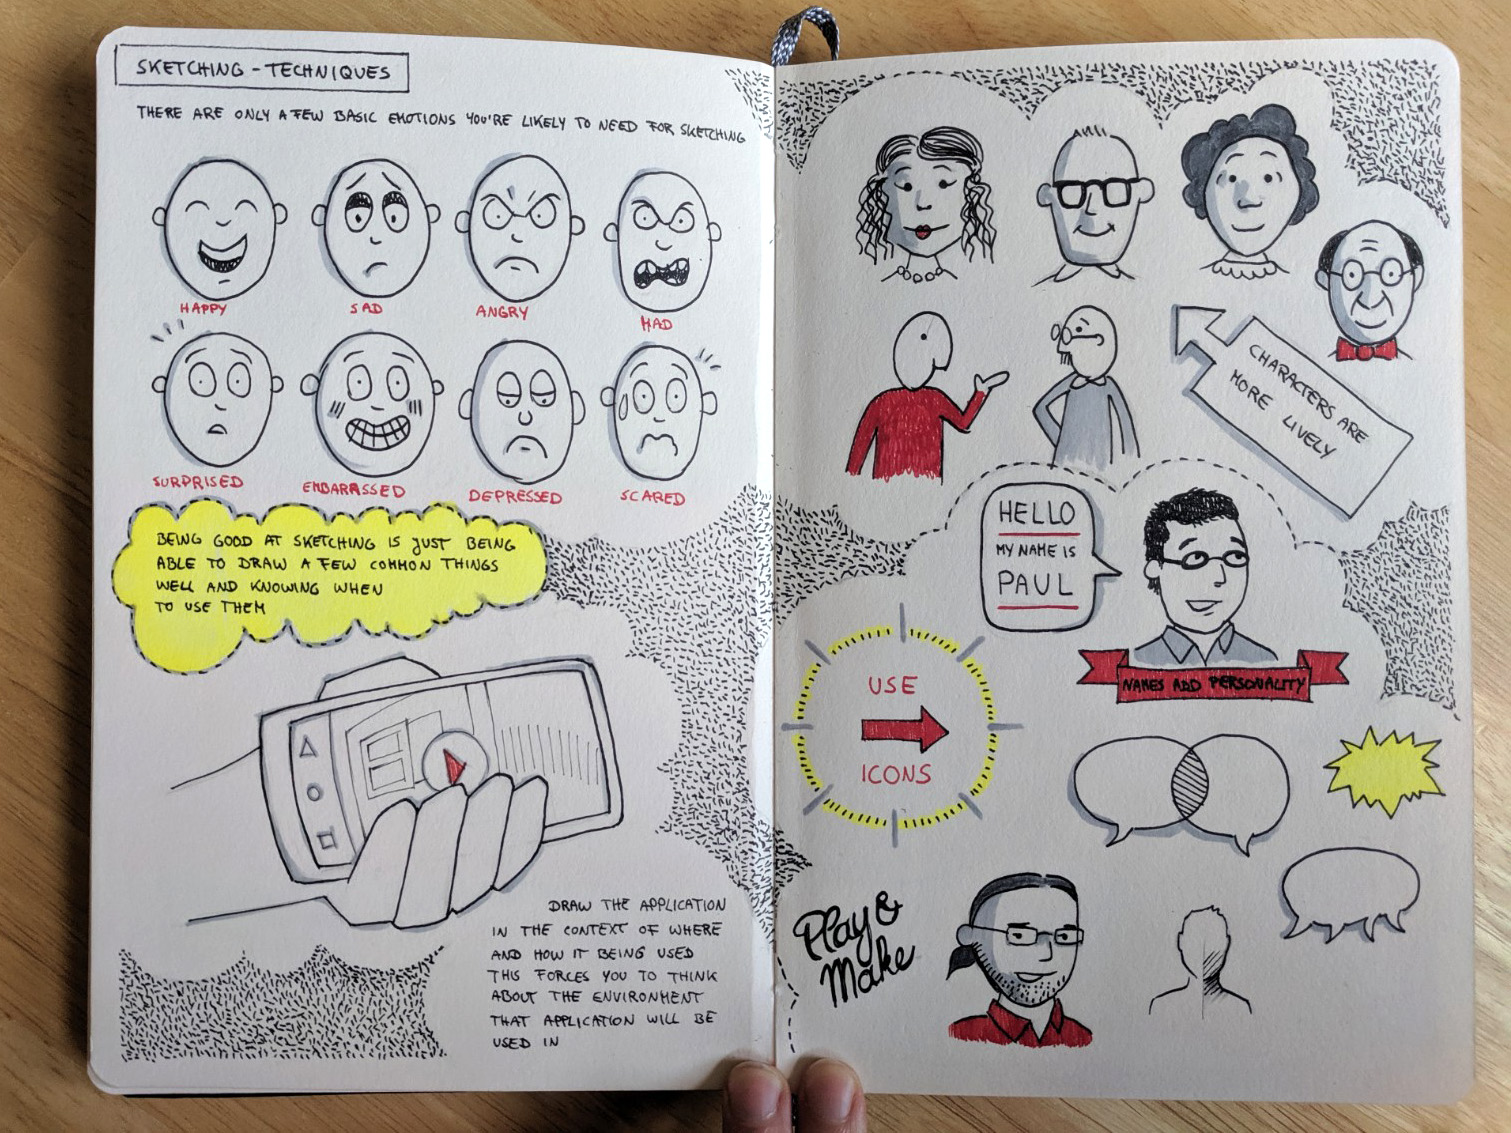 SKETCHING - TECHNIQUES
THERE ARE ONLY A FEW BASIC EMOTIONS YOU'RE LIKELY TO NEED FOR SKETCHING
HAPPY
SAD
ANGRY
MAD
SURPRISED
EMBARASSED
DEPRESSED
SCARED
BEING GOOD AT SKETCHING IS JUST BEING
ABLE TO DRAW A FEW COMMON THINGS
WELL AND KNOWING WHEN
TO USE THEM
DRAW THE APPLICATION
IN THE CONTEXT OF WHERE
AND HOW IT BEING USED
THIS FORCES YOU TO THINK
ABOUT THE ENVIRONMENT
THAT APPLICATION WILL BE
USED IN
CHARACTERS ARE
MORE LIVELY
HELLO
MY NAME IS
PAUL
NAMES ADD PERSONALITY
USE
ICONS
Play &
Make